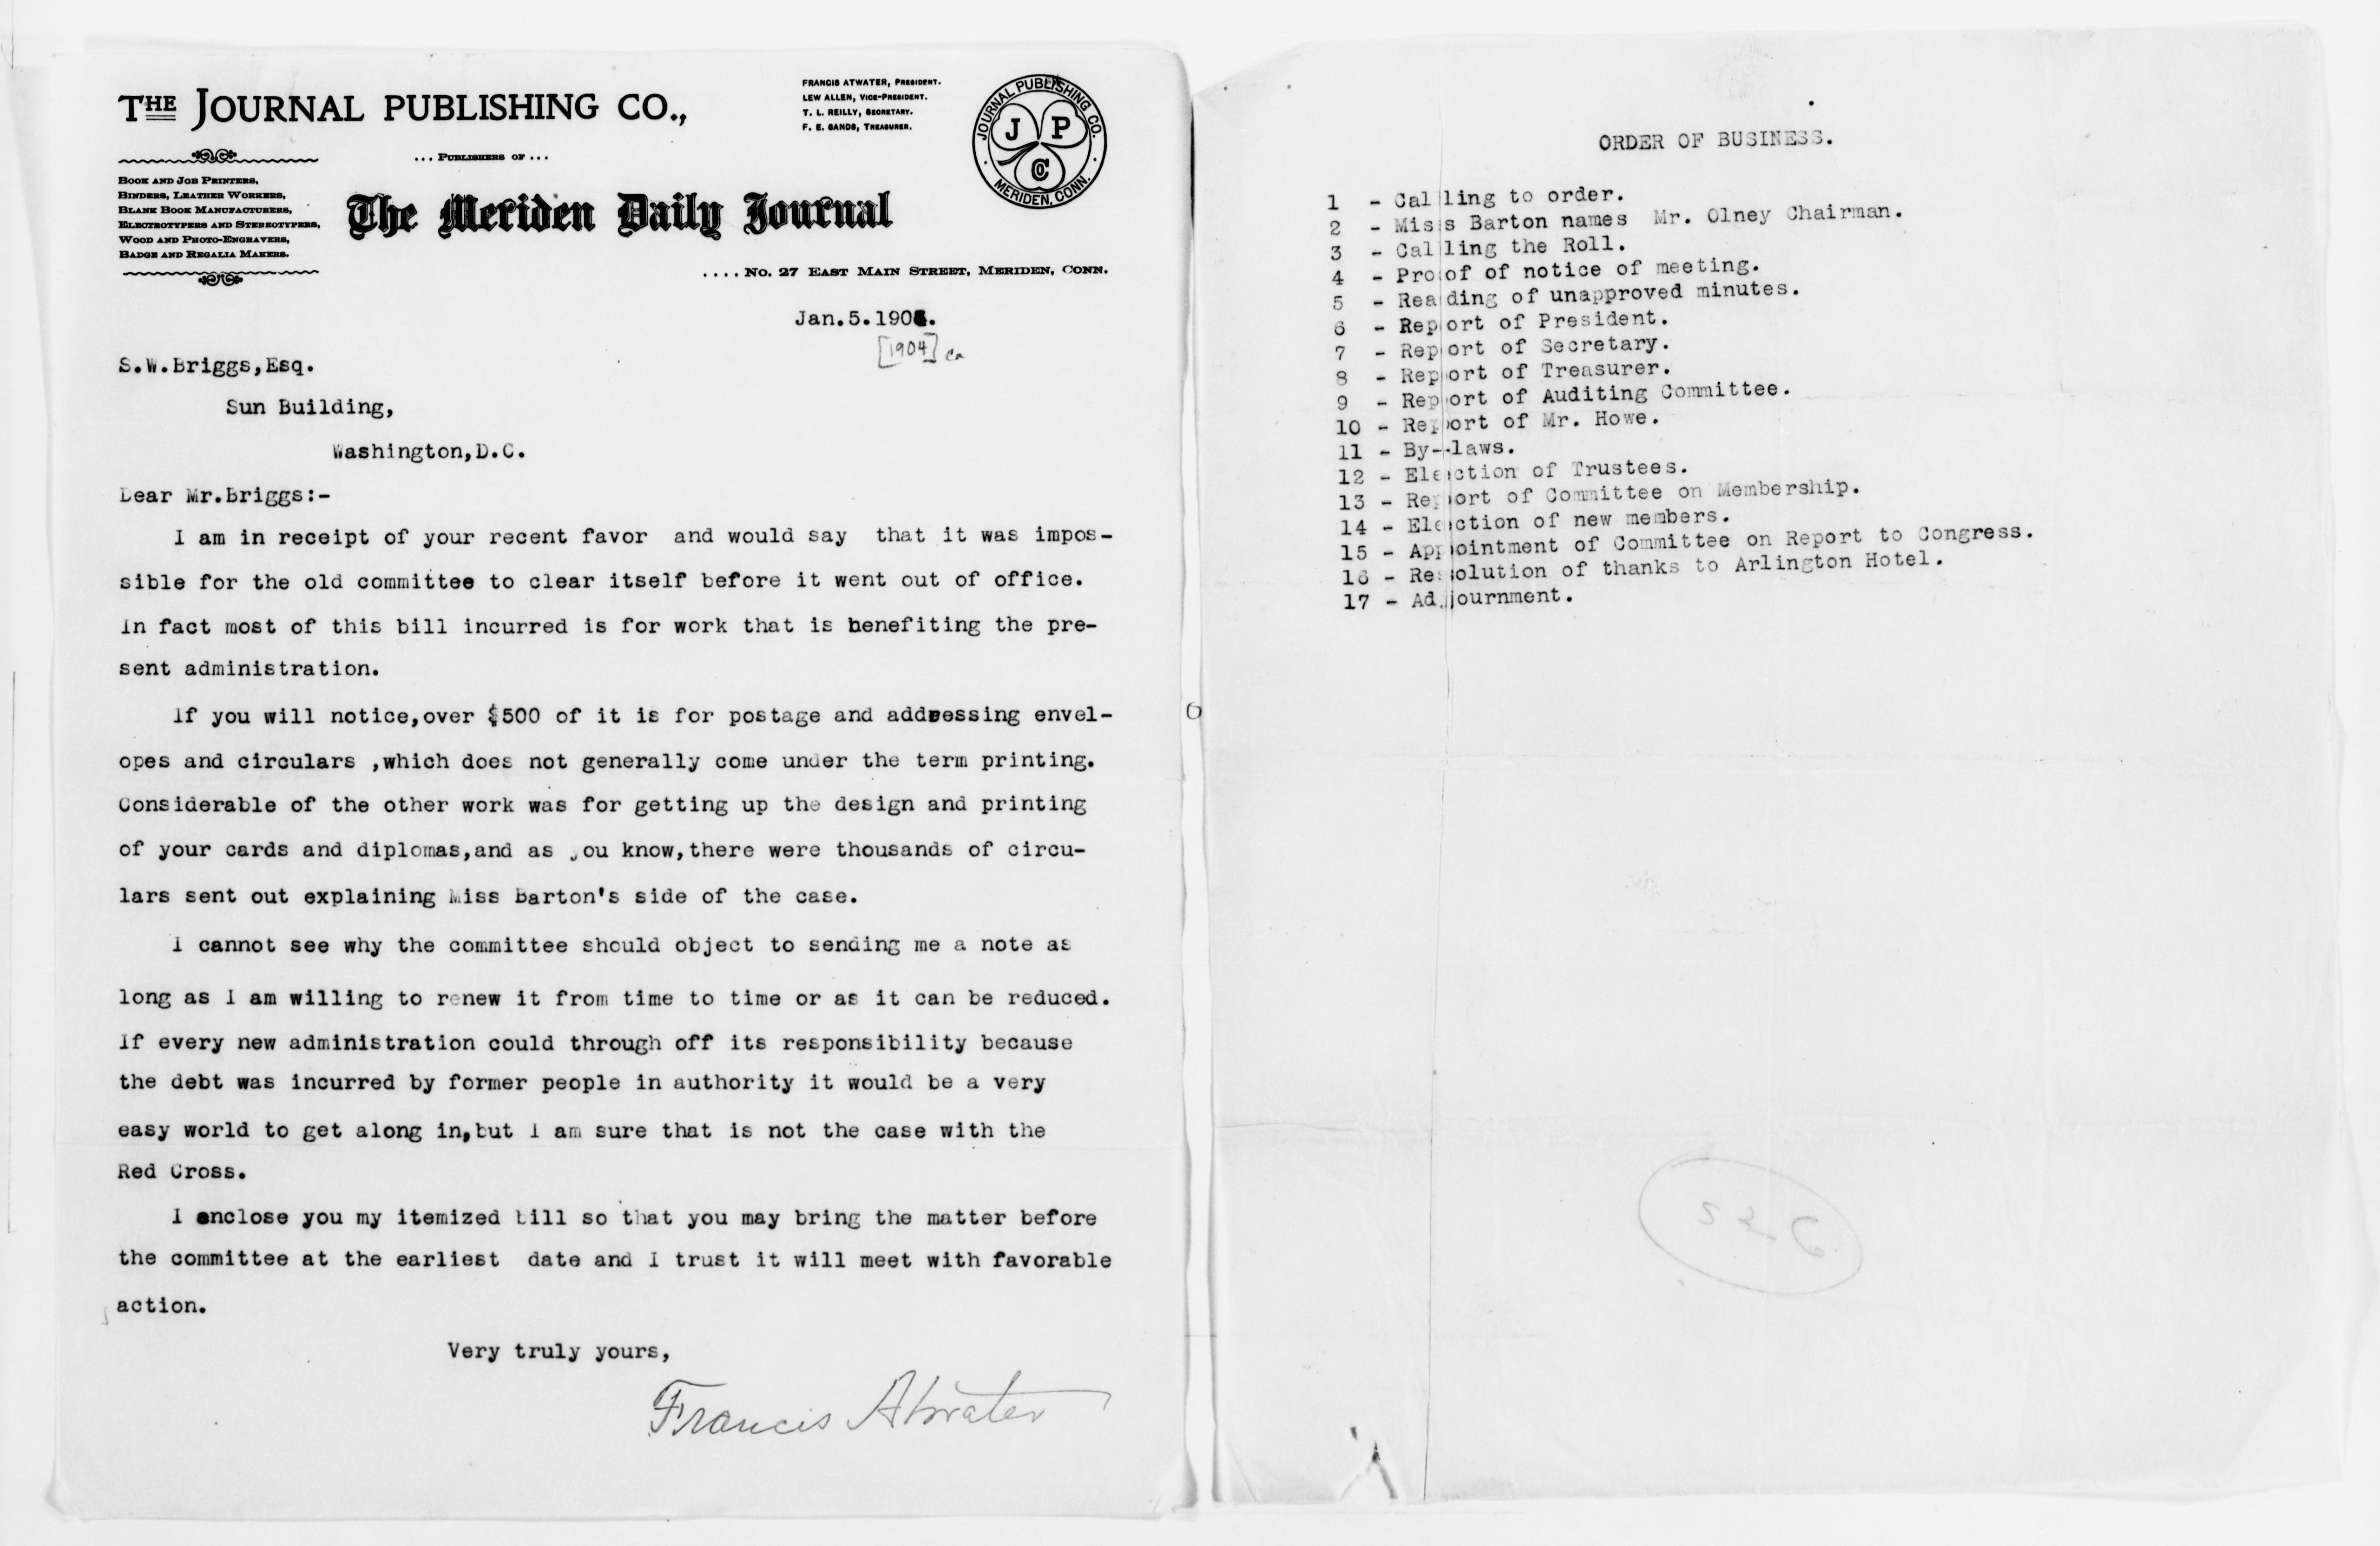 THE JOURNAL PUBLISHING CO.,
FRANCIS ATWATER, PRESIDENT.
LEW ALLEN, VICE-PRESIDENT.
T. L. REILLY, SECRETARY.
F. E. SANDS, TREASURER.
JOURNAL PUBLISHING CO.
J P CO
MERIDEN, CONN.
... PUBLISHERS OF ...
BOOK AND JOB PRINTERS,
BINDERS, LEATHER WORKERS,
BLANK BOOK MANUFACTURERS,
ELECTROTYPERS AND STEREOTYPERS,
WOOD AND PHOTO-ENGRAVERS,
BADGE AND REGALIA MAKERS.
The Meriden Daily Journal
.... NO. 27 EAST MAIN STREET, MERIDEN, CONN.
Jan.5.190.
[1904] ca
S.W.Briggs,Esq.
Sun Building,
Washington,D.C.
Dear Mr.Briggs:-
I am in receipt of your recent favor and would say that it was impos-
sible for the old committee to clear itself before it went out of office.
In fact most of this bill incurred is for work that is benefiting the pre-
sent administration.
If you will notice,over $500 of it is for postage and addressing envel-
opes and circulars ,which does not generally come under the term printing.
Considerable of the other work was for getting up the design and printing
of your cards and diplomas,and as you know,there were thousands of circu-
lars sent out explaining Miss Barton's side of the case.
I cannot see why the committee should object to sending me a note as
long as I am willing to renew it from time to time or as it can be reduced.
If every new administration could through off its responsibility because
the debt was incurred by former people in authority it would be a very
easy world to get along in,but I am sure that is not the case with the
Red Cross.
I enclose you my itemized bill so that you may bring the matter before
the committee at the earliest date and I trust it will meet with favorable
action.
Very truly yours,
Francis Atwater
ORDER OF BUSINESS.
1 - Calling to order.
2 - Miss Barton names Mr. Olney Chairman.
3 - Calling the Roll.
4 - Proof of notice of meeting.
5 - Reading of unapproved minutes.
6 - Report of President.
7 - Report of Secretary.
8 - Report of Treasurer.
9 - Report of Auditing Committee.
10 - Report of Mr. Howe.
11 - By-laws.
12 - Election of Trustees.
13 - Report of Committee on Membership.
14 - Election of new members.
15 - Appointment of Committee on Report to Congress.
16 - Resolution of thanks to Arlington Hotel.
17 - Adjournment.